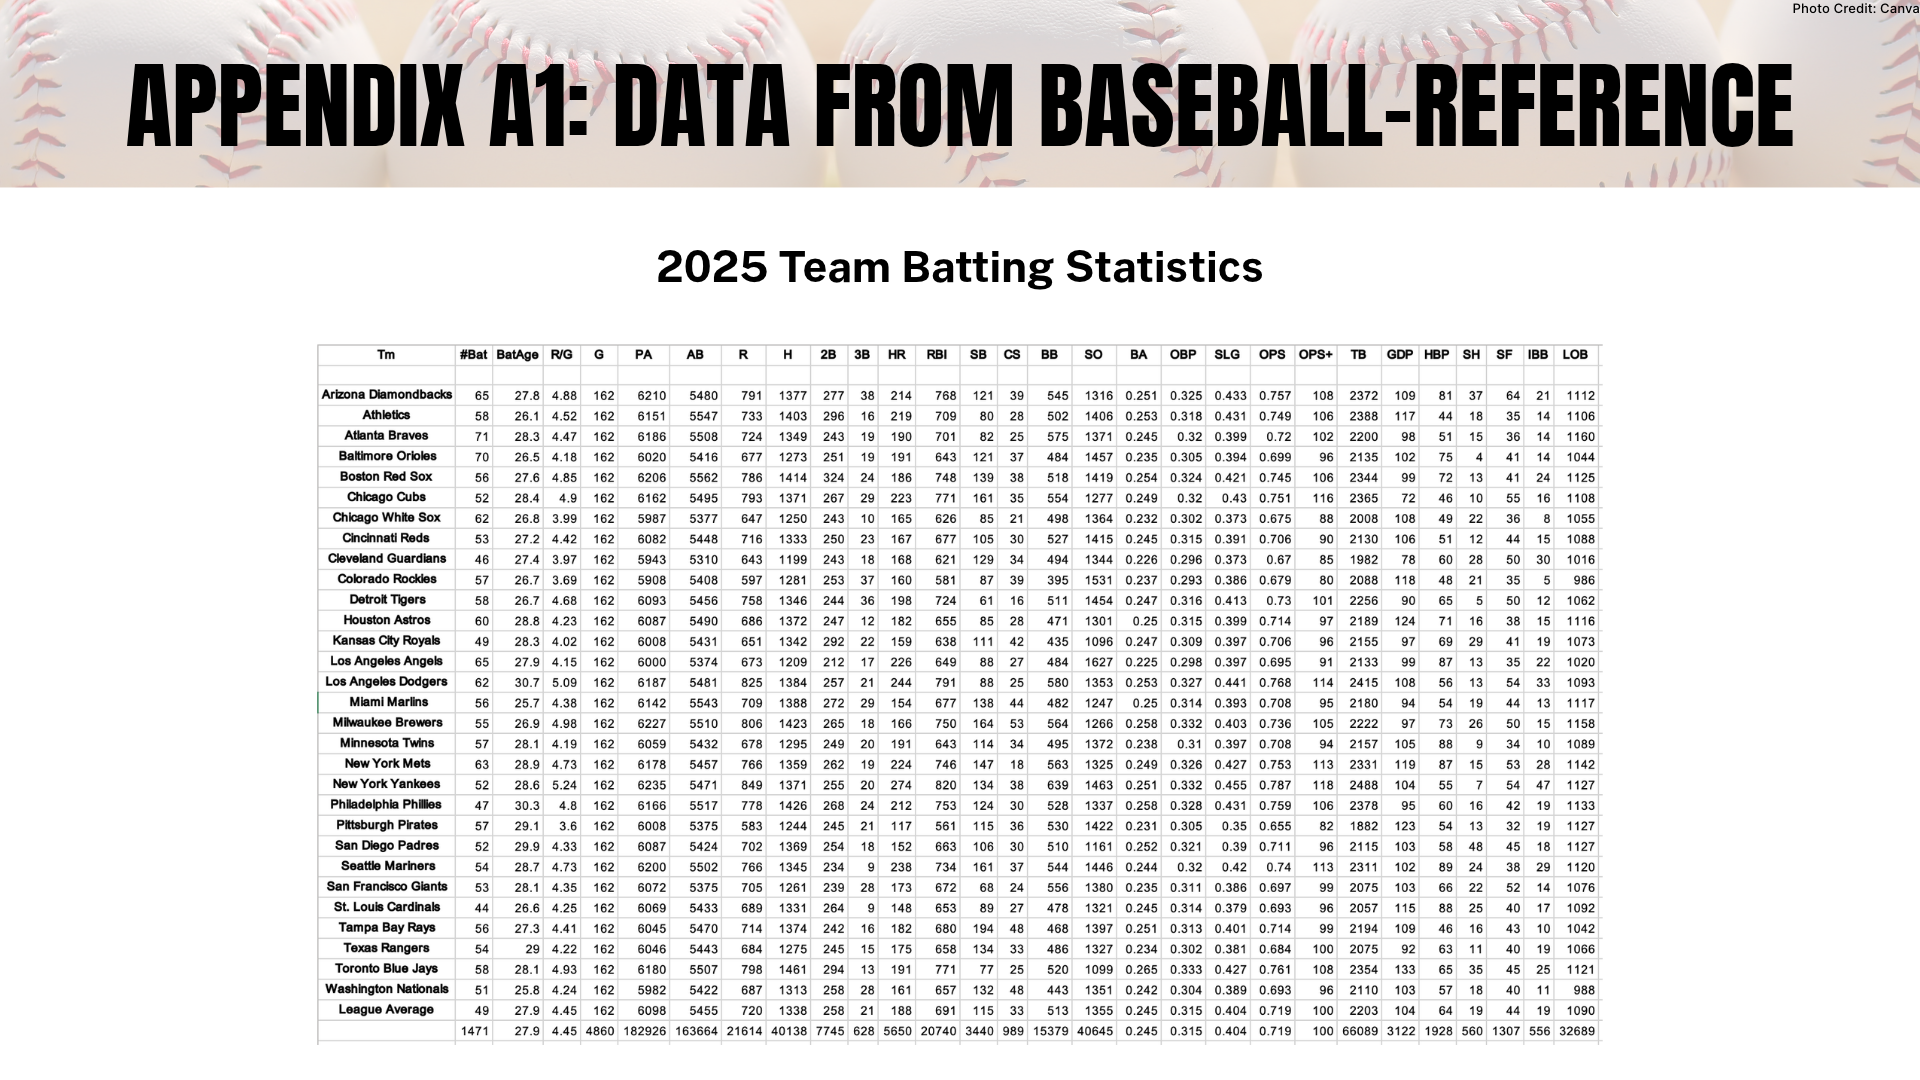 Photo Credit: Canva
APPENDIX A1: DATA FROM BASEBALL-REFERENCE
2025 Team Batting Statistics
Tm #Bat BatAge R/G G PA AB R H 2B 3B HR RBI SB CS BB SO BA OBP SLG OPS OPS+ TB GDP HBP SH SF IBB LOB
Arizona Diamondbacks 65 27.8 4.88 162 6210 5480 791 1377 277 38 214 768 121 39 545 1316 0.251 0.325 0.433 0.757 108 2372 109 81 37 64 21 1112
Athletics 58 26.1 4.52 162 6151 5547 733 1403 296 16 219 709 80 28 502 1406 0.253 0.318 0.431 0.749 106 2388 117 44 18 35 14 1106
Atlanta Braves 71 28.3 4.47 162 6186 5508 724 1349 243 19 190 701 82 25 575 1371 0.245 0.32 0.399 0.72 102 2200 98 51 15 36 14 1160
Baltimore Orioles 70 26.5 4.18 162 6020 5416 677 1273 251 19 191 643 121 37 484 1457 0.235 0.305 0.394 0.699 96 2135 102 75 4 41 14 1044
Boston Red Sox 56 27.6 4.85 162 6206 5562 786 1414 324 24 186 748 139 38 518 1419 0.254 0.324 0.421 0.745 106 2344 99 72 13 41 24 1125
Chicago Cubs 52 28.4 4.9 162 6162 5495 793 1371 267 29 223 771 161 35 554 1277 0.249 0.32 0.43 0.751 116 2365 72 46 10 55 16 1108
Chicago White Sox 62 26.8 3.99 162 5987 5377 647 1250 243 10 165 626 85 21 498 1364 0.232 0.302 0.373 0.675 88 2008 108 49 22 36 8 1055
Cincinnati Reds 53 27.2 4.42 162 6082 5448 716 1333 250 23 167 677 105 30 527 1415 0.245 0.315 0.391 0.706 90 2130 106 51 12 44 15 1088
Cleveland Guardians 46 27.4 3.97 162 5943 5310 643 1199 243 18 168 621 129 34 494 1344 0.226 0.296 0.373 0.67 85 1982 78 60 28 50 30 1016
Colorado Rockies 57 26.7 3.69 162 5908 5408 597 1281 253 37 160 581 87 39 395 1531 0.237 0.293 0.386 0.679 80 2088 118 48 21 35 5 986
Detroit Tigers 58 26.7 4.68 162 6093 5456 758 1346 244 36 198 724 61 16 511 1454 0.247 0.316 0.413 0.73 101 2256 90 65 5 50 12 1062
Houston Astros 60 28.8 4.23 162 6087 5490 686 1372 247 12 182 655 85 28 471 1301 0.25 0.315 0.399 0.714 97 2189 124 71 16 38 15 1116
Kansas City Royals 49 28.3 4.02 162 6008 5431 651 1342 292 22 159 638 111 42 435 1096 0.247 0.309 0.397 0.706 96 2155 97 69 29 41 19 1073
Los Angeles Angels 65 27.9 4.15 162 6000 5374 673 1209 212 17 226 649 88 27 484 1627 0.225 0.298 0.397 0.695 91 2133 99 87 13 35 22 1020
Los Angeles Dodgers 62 30.7 5.09 162 6187 5481 825 1384 257 21 244 791 88 25 580 1353 0.253 0.327 0.441 0.768 114 2415 108 56 13 54 33 1093
Miami Marlins 56 25.7 4.38 162 6142 5543 709 1388 272 29 154 677 138 44 482 1247 0.25 0.314 0.393 0.708 95 2180 94 54 19 44 13 1117
Milwaukee Brewers 55 26.9 4.98 162 6227 5510 806 1423 265 18 166 750 164 53 564 1266 0.258 0.332 0.403 0.736 105 2222 97 73 26 50 15 1158
Minnesota Twins 57 28.1 4.19 162 6059 5432 678 1295 249 20 191 643 114 34 495 1372 0.238 0.31 0.397 0.708 94 2157 105 88 9 34 10 1089
New York Mets 63 28.9 4.73 162 6178 5457 766 1359 262 19 224 746 147 18 563 1325 0.249 0.326 0.427 0.753 113 2331 119 87 15 53 28 1142
New York Yankees 52 28.6 5.24 162 6235 5471 849 1371 255 20 274 820 134 38 639 1463 0.251 0.332 0.455 0.787 118 2488 104 55 7 54 47 1127
Philadelphia Phillies 47 30.3 4.8 162 6166 5517 778 1426 268 24 212 753 124 30 528 1337 0.258 0.328 0.431 0.759 106 2378 95 60 16 42 19 1133
Pittsburgh Pirates 57 29.1 3.6 162 6008 5375 583 1244 245 21 117 561 115 36 530 1422 0.231 0.305 0.35 0.655 82 1882 123 54 13 32 19 1127
San Diego Padres 52 29.9 4.33 162 6087 5424 702 1369 254 18 152 663 106 30 510 1161 0.252 0.321 0.39 0.711 96 2115 103 58 48 45 18 1127
Seattle Mariners 54 28.7 4.73 162 6200 5502 766 1345 234 9 238 734 161 37 544 1446 0.244 0.32 0.42 0.74 113 2311 102 89 24 38 29 1120
San Francisco Giants 53 28.1 4.35 162 6072 5375 705 1261 239 28 173 672 68 24 556 1380 0.235 0.311 0.386 0.697 99 2075 103 66 22 52 14 1076
St. Louis Cardinals 44 26.6 4.25 162 6069 5433 689 1331 264 9 148 653 89 27 478 1321 0.245 0.314 0.379 0.693 96 2057 115 88 25 40 17 1092
Tampa Bay Rays 56 27.3 4.41 162 6045 5470 714 1374 242 16 182 680 194 48 468 1397 0.251 0.313 0.401 0.714 99 2194 109 46 16 43 10 1042
Texas Rangers 54 29 4.22 162 6046 5443 684 1275 245 15 175 658 134 33 486 1327 0.234 0.302 0.381 0.684 100 2075 92 63 11 40 19 1066
Toronto Blue Jays 58 28.1 4.93 162 6180 5507 798 1461 294 13 191 771 77 25 520 1099 0.265 0.333 0.427 0.761 108 2354 133 65 35 45 25 1121
Washington Nationals 51 25.8 4.24 162 5982 5422 687 1313 258 28 161 657 132 48 443 1351 0.242 0.304 0.389 0.693 96 2110 103 57 18 40 11 988
League Average 49 27.9 4.45 162 6098 5455 720 1338 258 21 188 691 115 33 513 1355 0.245 0.315 0.404 0.719 100 2203 104 64 19 44 19 1090
1471 27.9 4.45 4860 182926 163664 21614 40138 7745 628 5650 20740 3440 989 15379 40645 0.245 0.315 0.404 0.719 100 66089 3122 1928 560 1307 556 32689